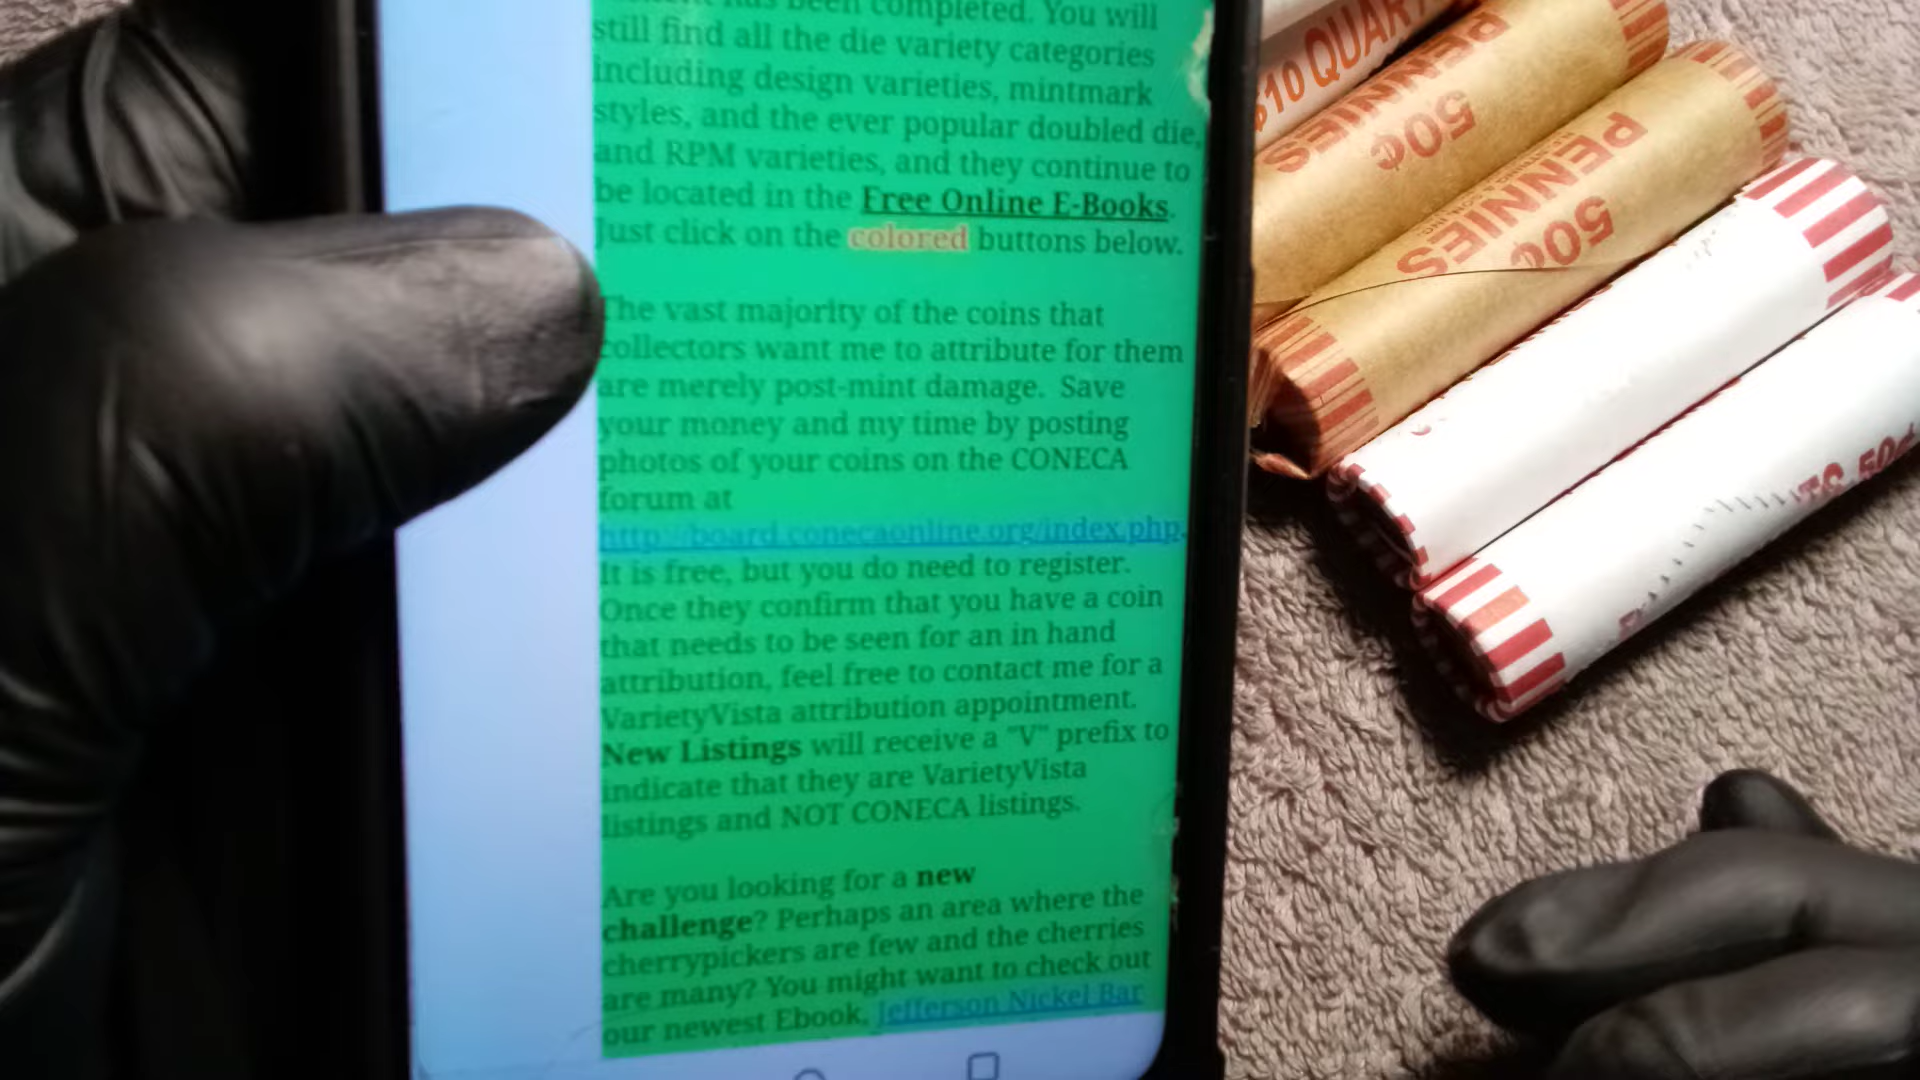 has been completed. You will
still find all the die variety categories
including design varieties, mintmark
styles, and the ever popular doubled die,
and RPM varieties, and they continue to
be located in the Free Online E-Books.
Just click on the colored buttons below.
The vast majority of the coins that
collectors want me to attribute for them
are merely post-mint damage. Save
your money and my time by posting
photos of your coins on the CONECA
forum at
http://board.conecaonline.org/index.php.
It is free, but you do need to register.
Once they confirm that you have a coin
that needs to be seen for an in hand
attribution, feel free to contact me for a
VarietyVista attribution appointment.
New Listings will receive a "V" prefix to
indicate that they are VarietyVista
listings and NOT CONECA listings.
Are you looking for a new
challenge? Perhaps an area where the
cherrypickers are few and the cherries
are many? You might want to check out
our newest Ebook, Jefferson Nickel Bar
$10 QUART
PENNIES
50¢
PENNIES
50¢
TS 50¢